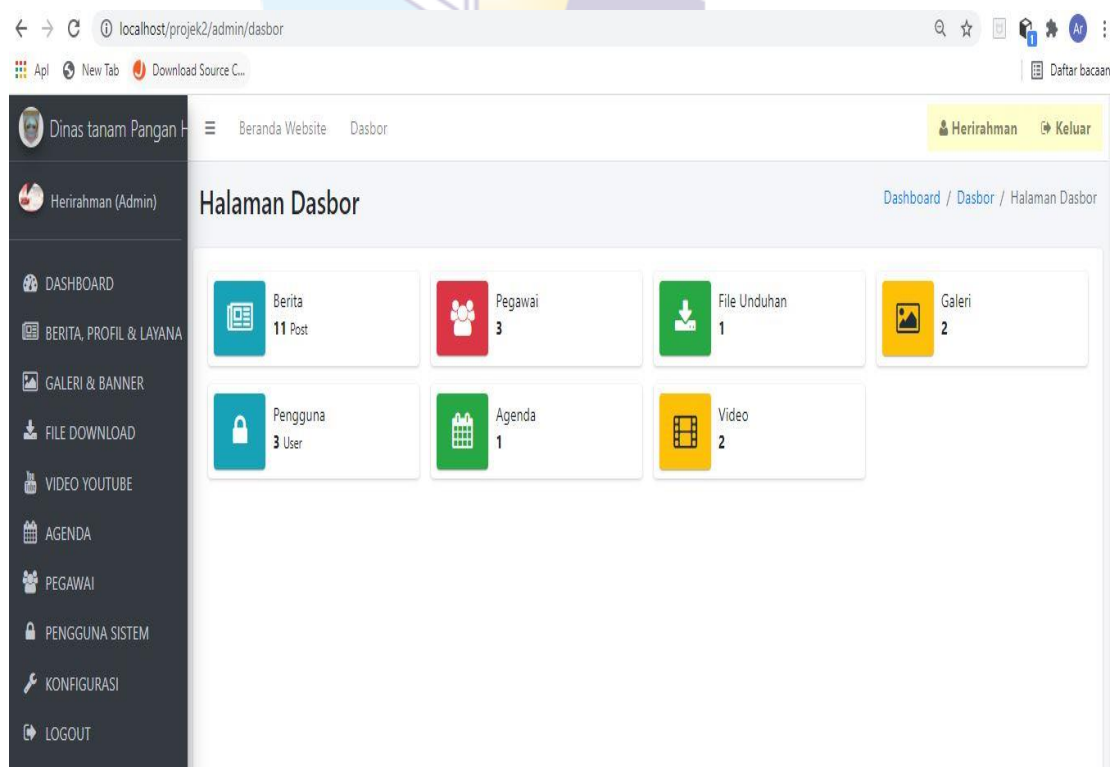 localhost/projek2/admin/dasbor
Ar
Apl New Tab Download Source C... Daftar bacaan
Dinas tanam Pangan H
Beranda Website Dasbor Herirahman Keluar
Herirahman (Admin)
Halaman Dasbor
Dashboard / Dasbor / Halaman Dasbor
DASHBOARD
BERITA, PROFIL & LAYANA
GALERI & BANNER
FILE DOWNLOAD
VIDEO YOUTUBE
AGENDA
PEGAWAI
PENGGUNA SISTEM
KONFIGURASI
LOGOUT
Berita
11 Post
Pegawai
3
File Unduhan
1
Galeri
2
Pengguna
3 User
Agenda
1
Video
2